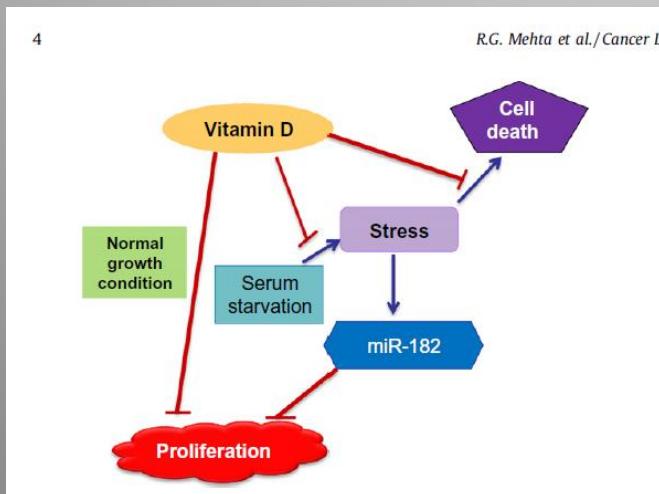 4
R.G. Mehta et al./Cancer L
Cell
death
Vitamin D
Normal
growth
condition
Stress
Serum
starvation
miR-182
Proliferation